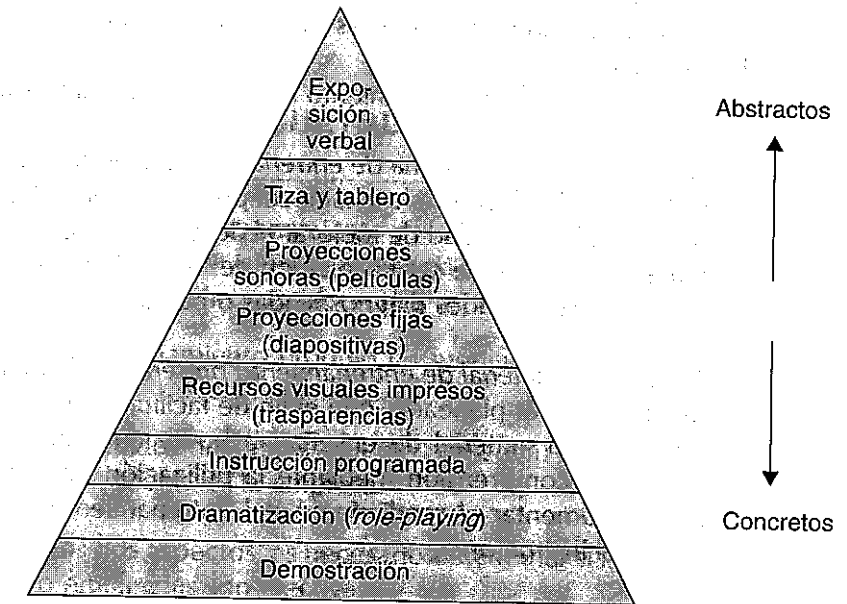 Expo-
sición
verbal
Abstractos
Tiza y tablero
Proyecciones
sonoras (películas)
Proyecciones fijas
(diapositivas)
Recursos visuales impresos
(trasparencias)
Instrucción programada
Dramatización (role-playing)
Concretos
Demostración